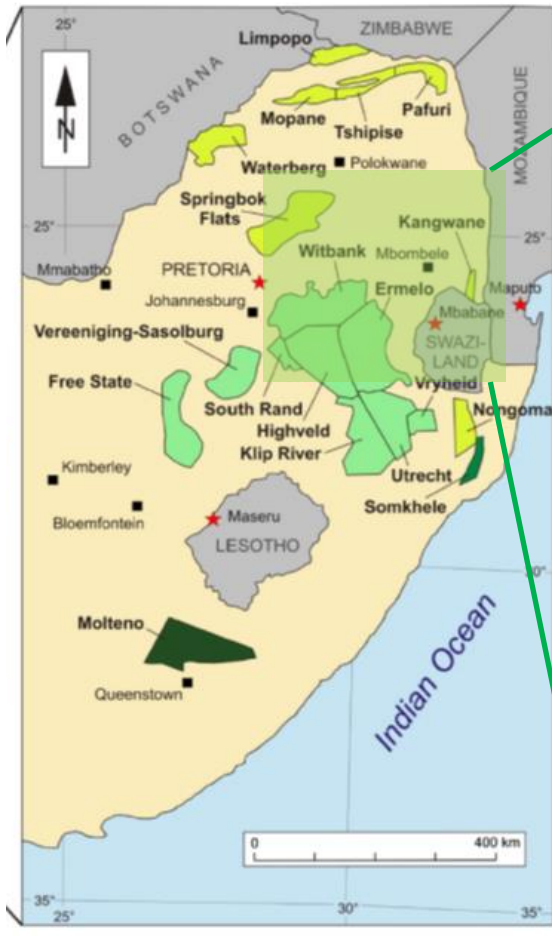 ZIMBABWE
25°
Limpopo
BOTSWANA
N
MOZAMBIQUE
Pafuri
Mopane
Tshipise
Waterberg
Polokwane
Springbok
Flats
25°
25°
Kangwane
Witbank
Mbombele
Mmabatho
PRETORIA
Ermelo
Maputo
Johannesburg
Mbabane
Vereeniging-Sasolburg
SWAZI-
LAND
Free State
Vryheid
South Rand
Nongoma
Highveld
Klip River
Kimberley
Utrecht
Somkhele
Bloemfontein
Maseru
LESOTHO
30°
Molteno
Queenstown
Indian Ocean
0
400 km
35°
25°
30°
35°